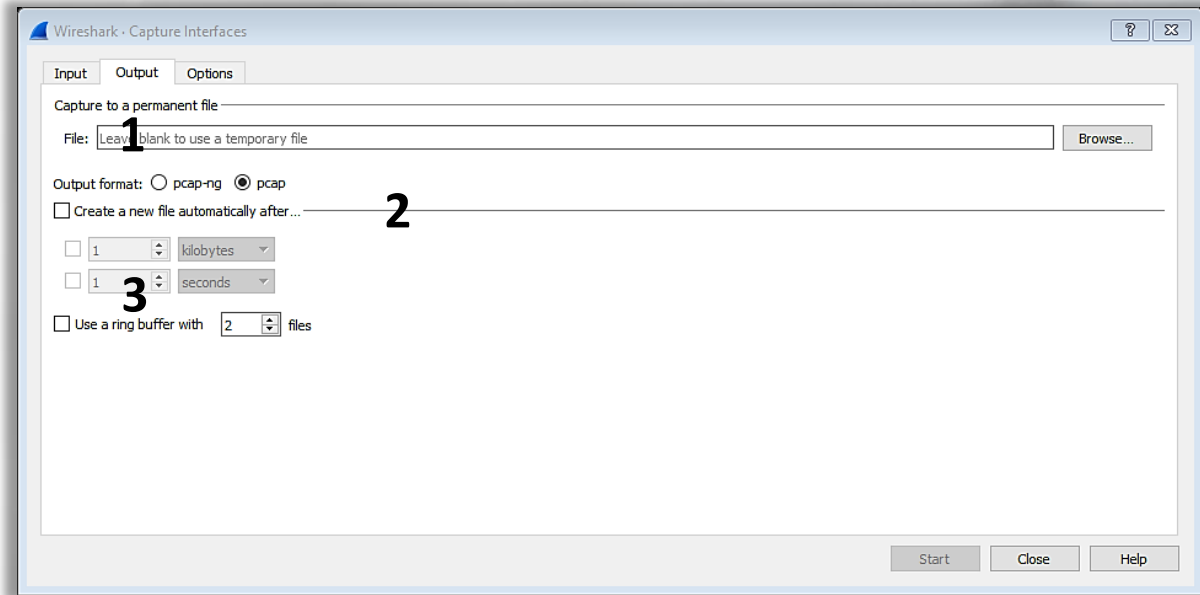 Wireshark · Capture Interfaces
Input Output Options
Capture to a permanent file
1
File: Leave blank to use a temporary file Browse...
Output format: pcap-ng pcap
2
Create a new file automatically after...
1 kilobytes
1 seconds
3
Use a ring buffer with 2 files
Start Close Help